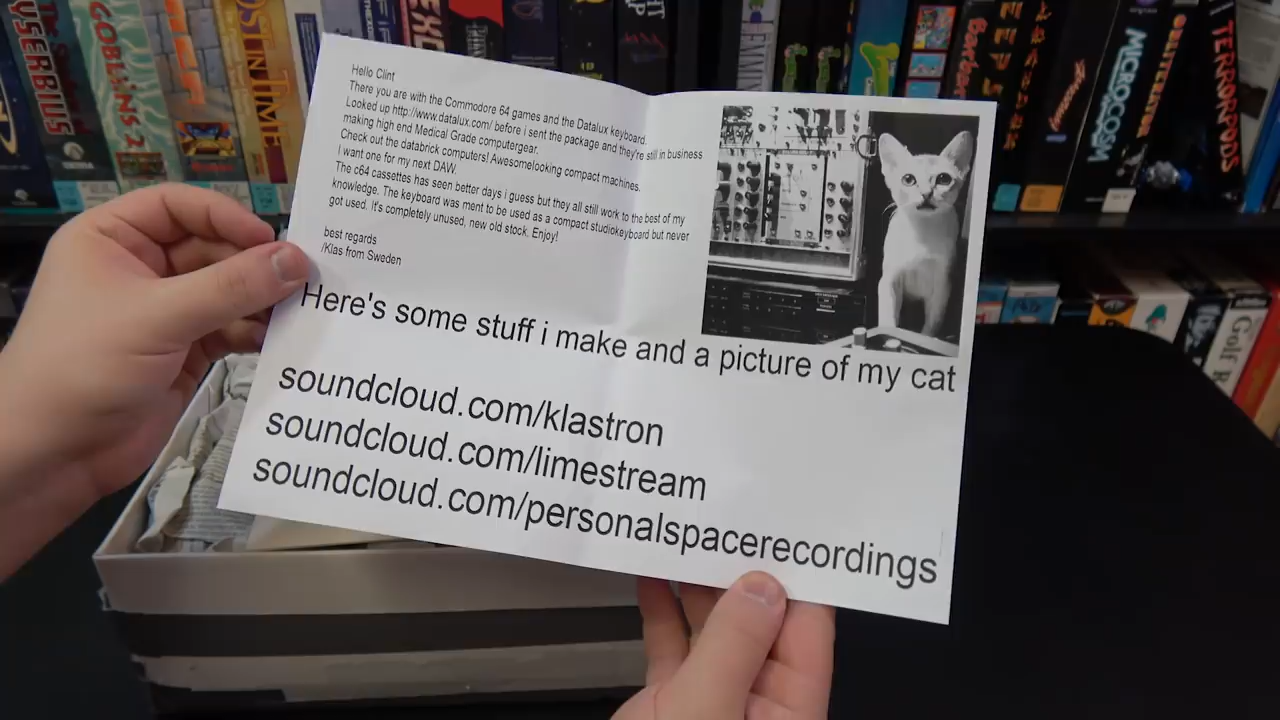 Hello Clint
There you are with the Commodore 64 games and the Datalux keyboard.
Looked up http://www.datalux.com/ before i sent the package and they're still in business
making high end Medical Grade computergear.
Check out the databrick computers! Awesomelooking compact machines.
I want one for my next DAW.
The c64 cassettes has seen better days i guess but they all still work to the best of my
knowledge. The keyboard was ment to be used as a compact studiokeyboard but never
got used. It's completely unused, new old stock. Enjoy!
best regards
/Klas from Sweden
Here's some stuff i make and a picture of my cat
soundcloud.com/klastron
soundcloud.com/limestream
soundcloud.com/personalspacerecordings
GOBLIINS 2
LOST IN TIME
SIERRA
MICROCOSM
TERRORPODS
Golf